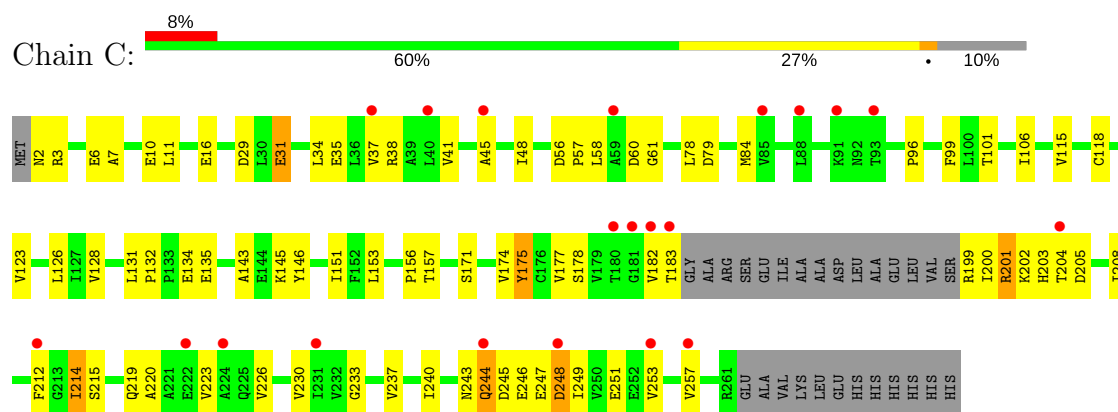 8%
Chain C:
60% 27% • 10%
MET N2 R3 E6 A7 E10 L11 E16 D29 L30 E31 L34 E35 L36 V37 R38 A39 L40 V41 A45 I48 D56 P57 L58 A59 D60 G61 L78 D79 M84 V85 L88 K91 N92 T93 P96 F99 L100 T101 I106 V115 C118
V123 L126 I127 V128 L131 P132 P133 E134 E135 A143 E144 K145 Y146 I151 F152 L153 P156 T157 S171 V174 Y175 C176 V177 S178 V179 T180 G181 V182 T183 GLY ALA ARG SER GLU ILE ALA ALA ASP LEU ALA GLU LEU VAL SER R199 I200 R201 K202 H203 T204 D205
F212 G213 I214 S215 Q219 A220 A221 E222 V223 A224 Q225 V226 V230 I231 V232 G233 V237 I240 N243 Q244 D245 E246 E247 D248 I249 V250 E251 E252 V253 V257 R261 GLU ALA VAL LYS LEU GLU HIS HIS HIS HIS HIS HIS